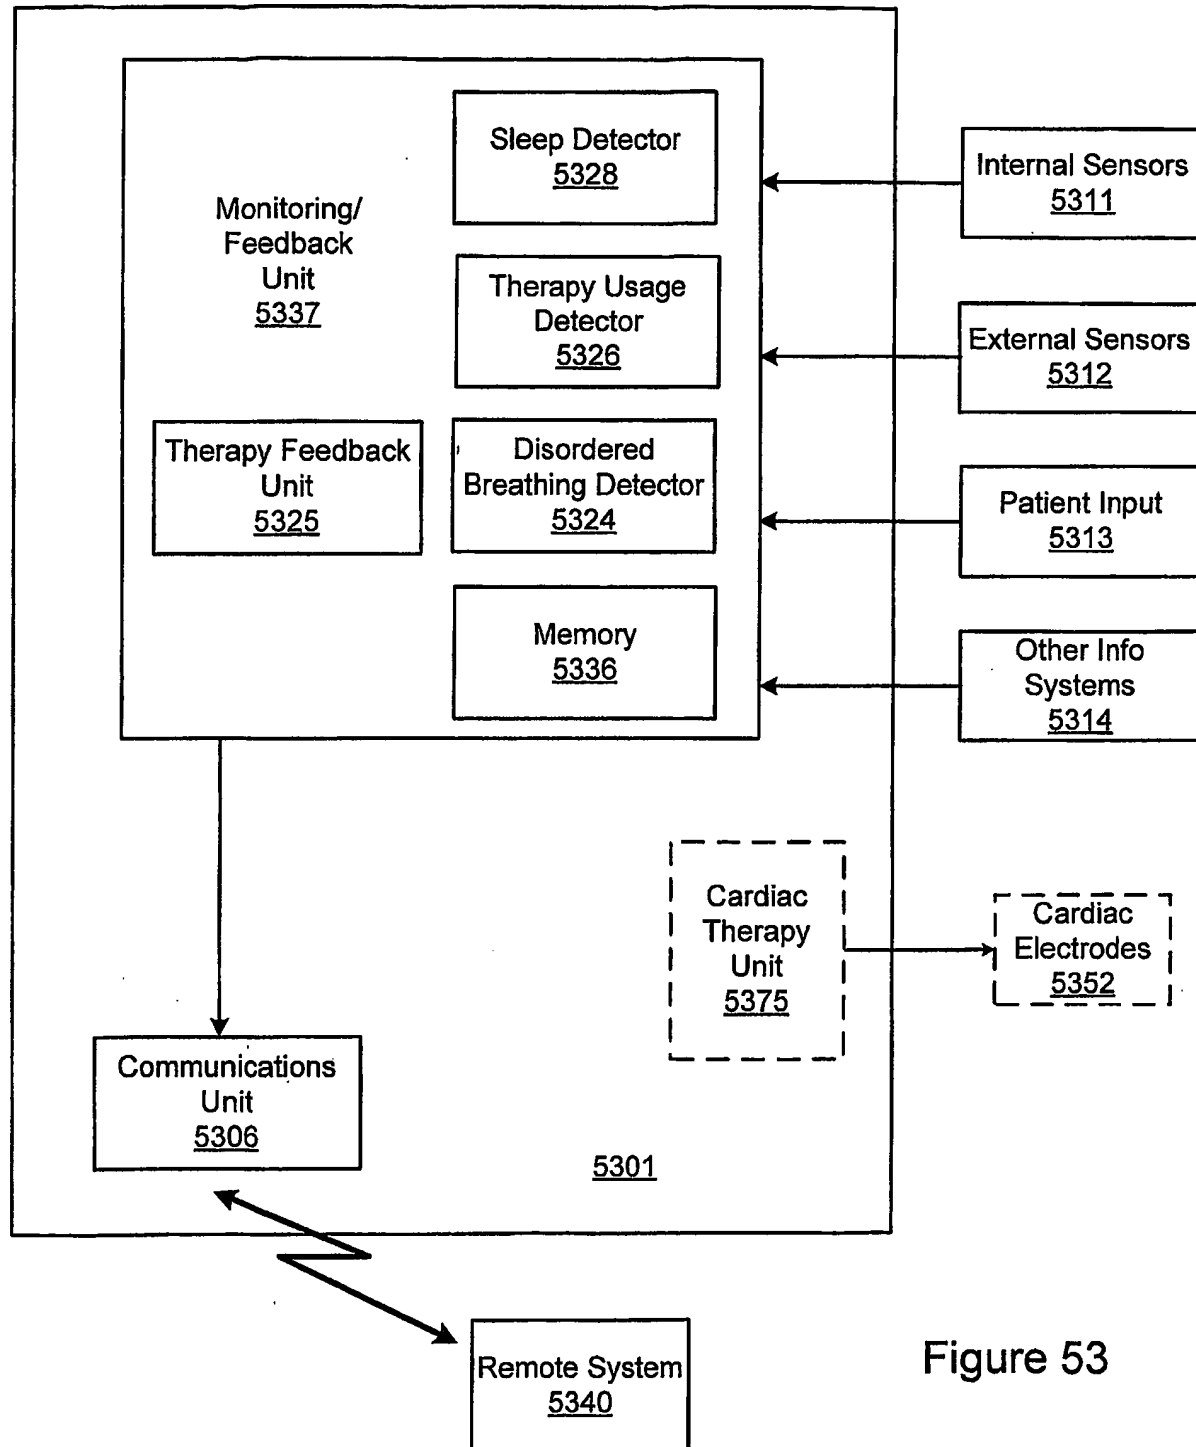 Sleep Detector
5328
Monitoring/
Feedback
Unit
5337
Therapy Usage
Detector
5326
Therapy Feedback
Unit
5325
Disordered
Breathing Detector
5324
Memory
5336
Internal Sensors
5311
External Sensors
5312
Patient Input
5313
Other Info
Systems
5314
Cardiac
Therapy
Unit
5375
Cardiac
Electrodes
5352
Communications
Unit
5306
5301
Remote System
5340
Figure 53